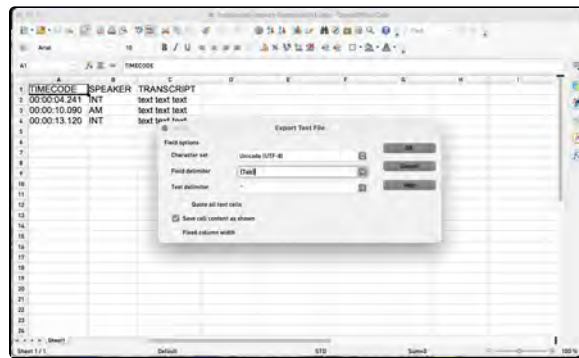 Arial
10
A1
TIMECODE
A B C D E F G H I
1 TIMECODE SPEAKER TRANSCRIPT
2 00:00:04.241 INT text text text
3 00:00:10.090 AM text text text
4 00:00:13.120 INT text text text
Export Text File
Field options
Character set Unicode (UTF-8)
Field delimiter {Tab}
Text delimiter "
Quote all text cells
Save cell content as shown
Fixed column width
OK
Cancel
Help
5
6
7
8
9
10
11
12
13
14
15
16
17
18
19
20
21
22
23
24
25
26
Sheet1
Sheet 1 / 1 Default STD Sum=0 100 %